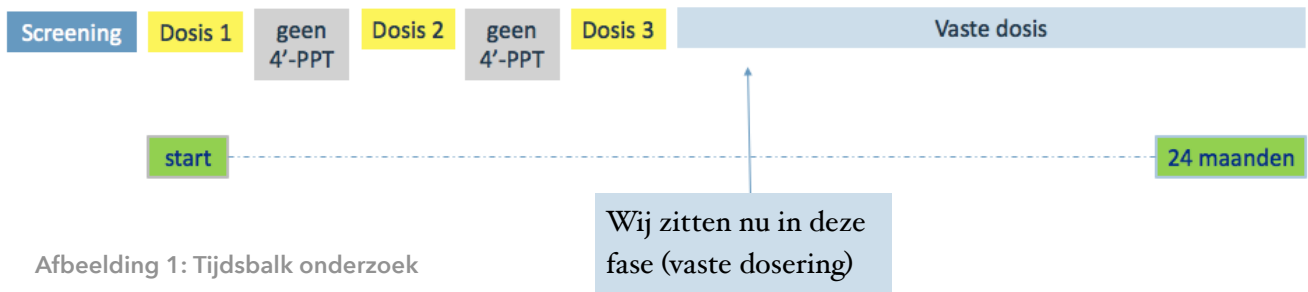 Screening
Dosis 1
geen
4'-PPT
Dosis 2
geen
4'-PPT
Dosis 3
Vaste dosis
start
24 maanden
Wij zitten nu in deze
fase (vaste dosering)
Afbeelding 1: Tijdsbalk onderzoek